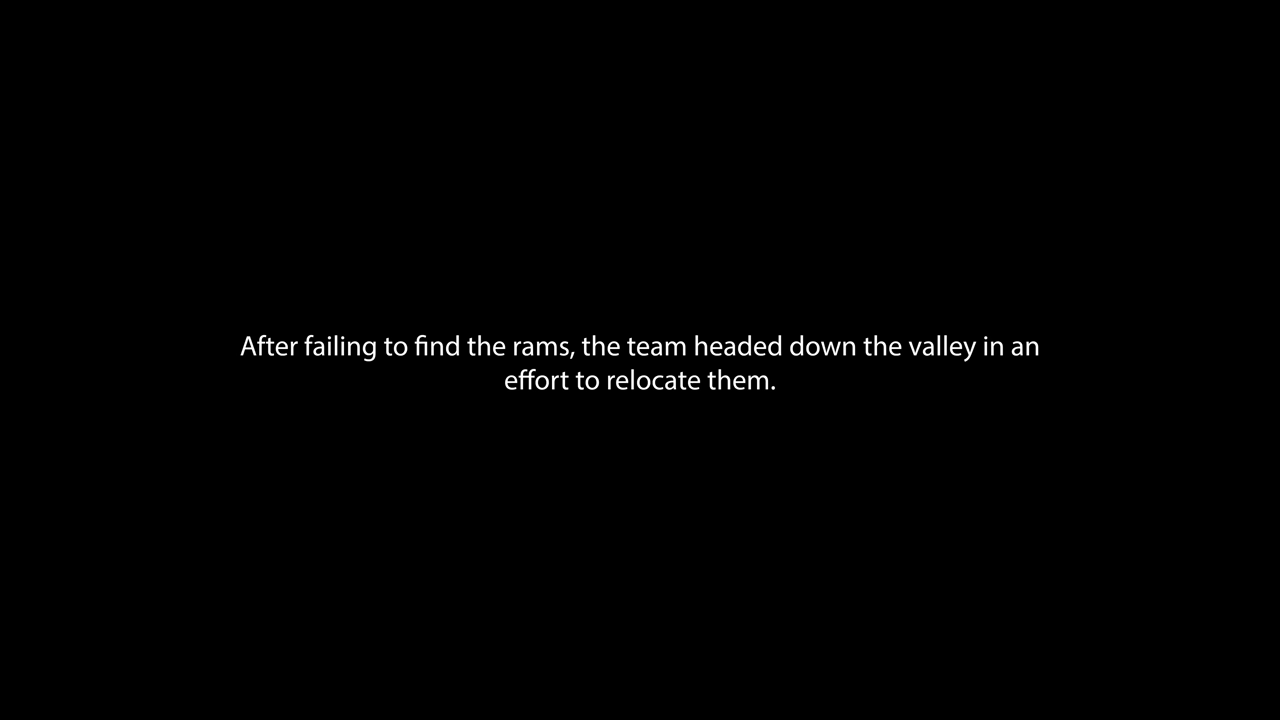 After failing to find the rams, the team headed down the valley in an
effort to relocate them.